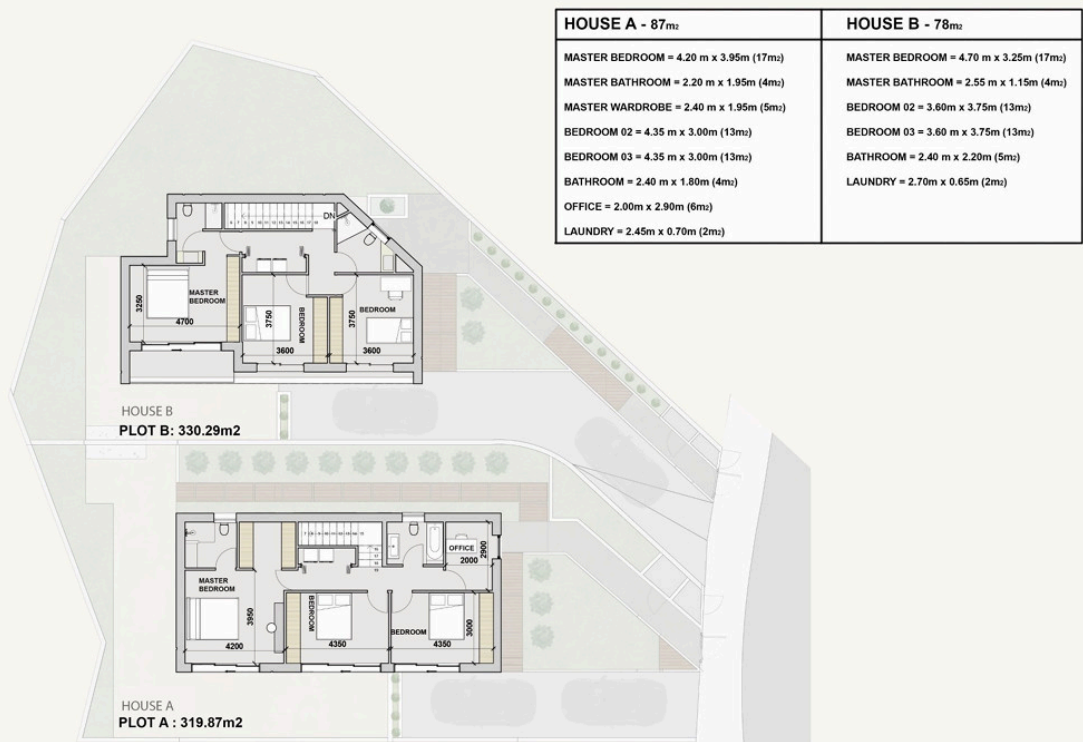 HOUSE A - 87m2
MASTER BEDROOM = 4.20 m x 3.95m (17m2)
MASTER BATHROOM = 2.20 m x 1.95m (4m2)
MASTER WARDROBE = 2.40 m x 1.95m (5m2)
BEDROOM 02 = 4.35 m x 3.00m (13m2)
BEDROOM 03 = 4.35 m x 3.00m (13m2)
BATHROOM = 2.40 m x 1.80m (4m2)
OFFICE = 2.00m x 2.90m (6m2)
LAUNDRY = 2.45m x 0.70m (2m2)
HOUSE B - 78m2
MASTER BEDROOM = 4.70 m x 3.25m (17m2)
MASTER BATHROOM = 2.55 m x 1.15m (4m2)
BEDROOM 02 = 3.60m x 3.75m (13m2)
BEDROOM 03 = 3.60 m x 3.75m (13m2)
BATHROOM = 2.40 m x 2.20m (5m2)
LAUNDRY = 2.70m x 0.65m (2m2)
DN
MASTER
BEDROOM
3250
4700
BEDROOM
3750
3600
BEDROOM
3750
3600
HOUSE B
PLOT B: 330.29m2
MASTER
BEDROOM
3950
4200
BEDROOM
4350
BEDROOM
3000
4350
OFFICE
2900
2000
HOUSE A
PLOT A : 319.87m2